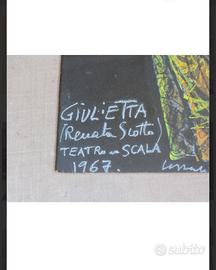 GIULIETTA
(Renata Scotto)
TEATRO alla SCALA
1967.
subito